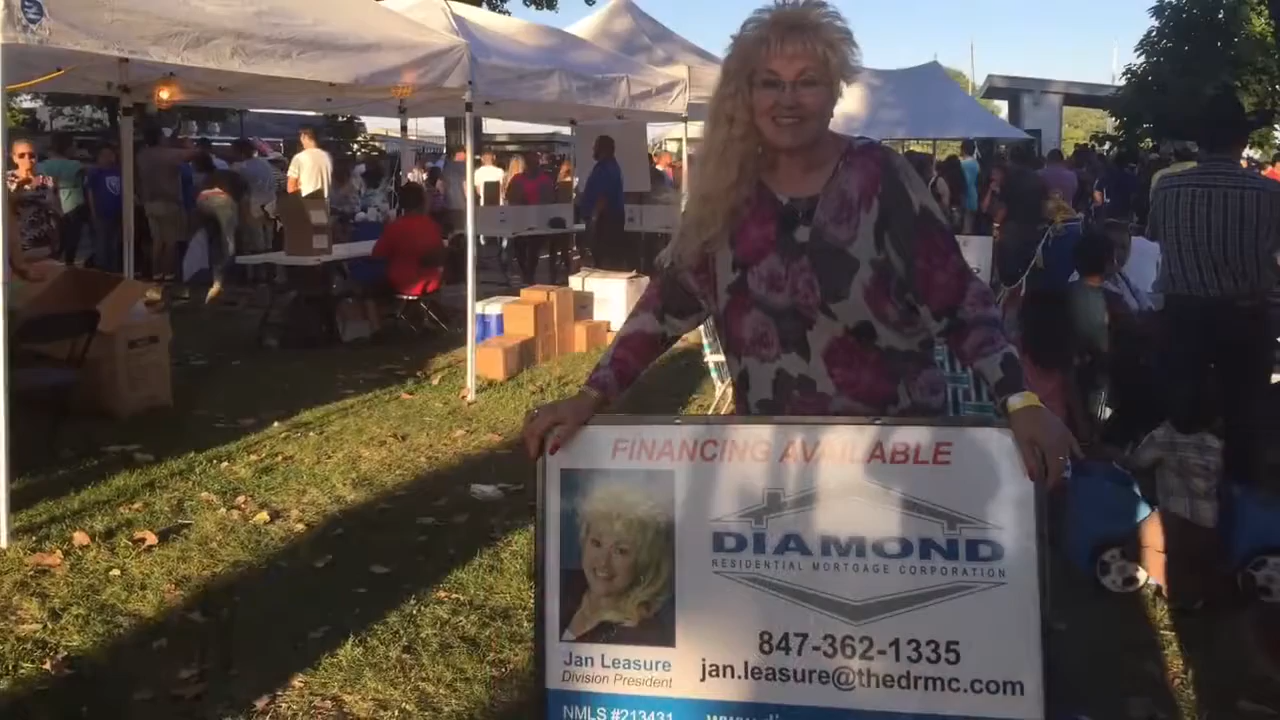 FINANCING AVAILABLE
DIAMOND
RESIDENTIAL MORTGAGE CORPORATION
847-362-1335
jan.leasure@thedrmc.com
Jan Leasure
Division President
NMLS #213431